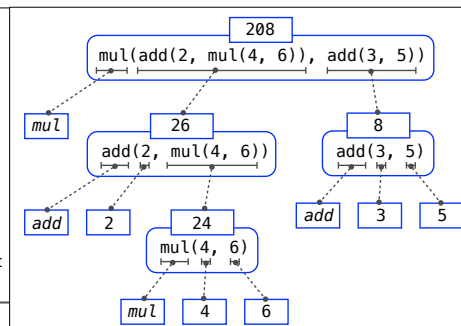 208
mul(add(2, mul(4, 6)), add(3, 5))
mul
26
8
add(2, mul(4, 6))
add(3, 5)
add
2
24
add
3
5
mul(4, 6)
mul
4
6